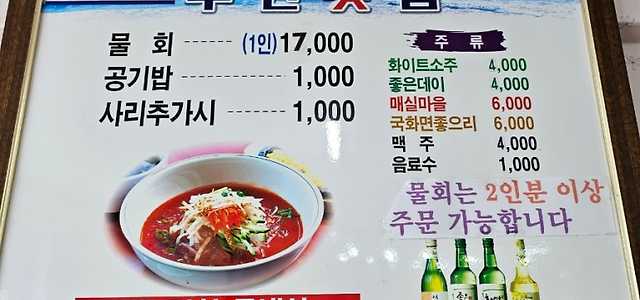 물 회 (1인) 17,000
공기밥 1,000
사리추가시 1,000
주 류
화이트소주 4,000
좋은데이 4,000
매실마을 6,000
국화면좋으리 6,000
맥 주 4,000
음료수 1,000
물회는 2인분 이상
주문 가능합니다